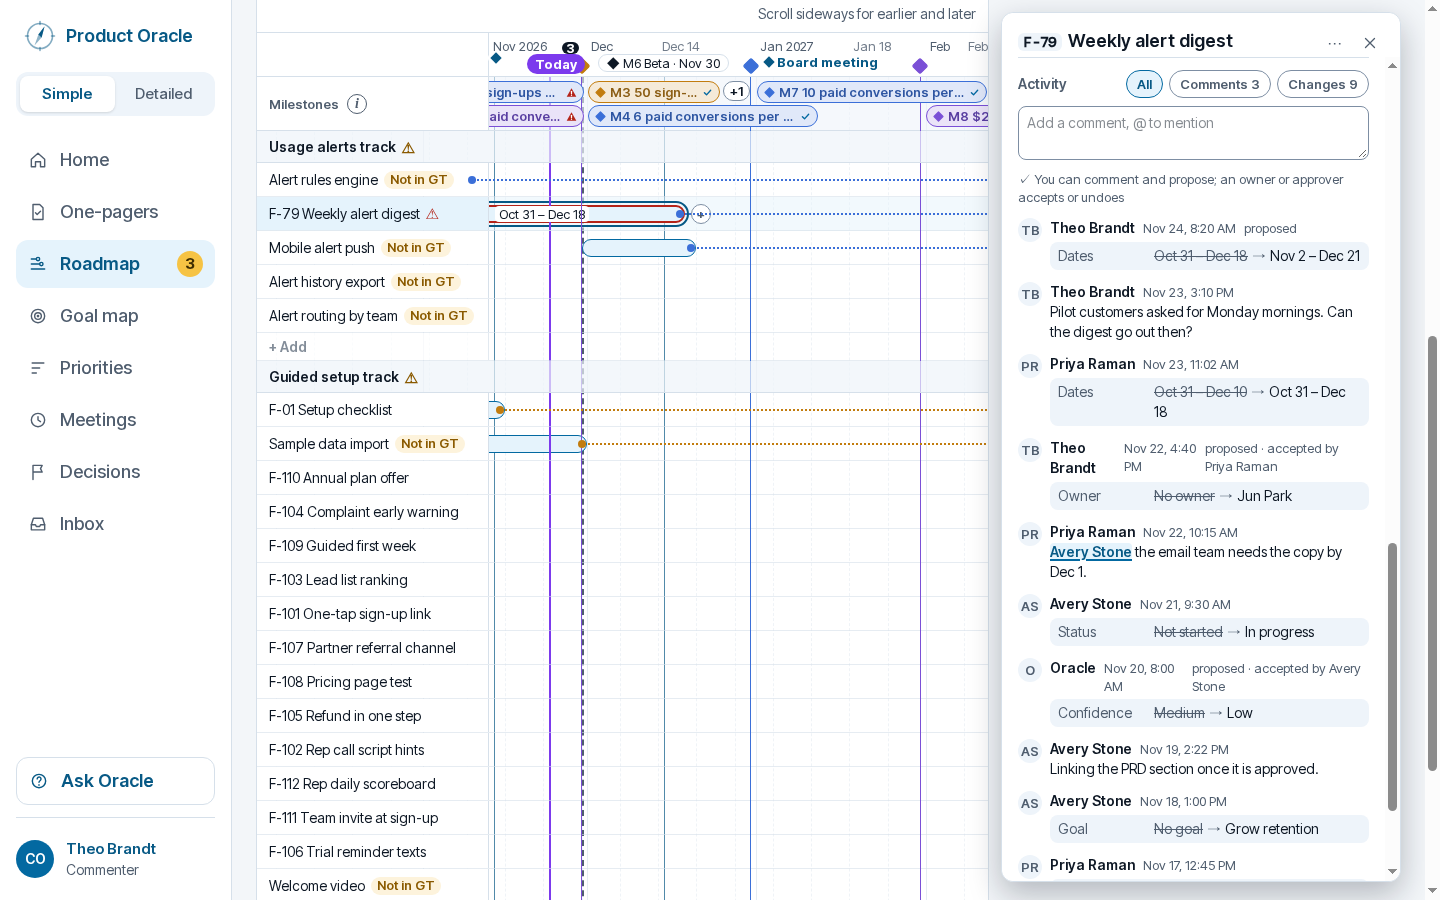 Product Oracle
Simple
Detailed
Home
One-pagers
Roadmap
3
Goal map
Priorities
Meetings
Decisions
Inbox
Ask Oracle
CO
Theo Brandt
Commenter
Scroll sideways for earlier and later
Nov 2026
3
Dec
Dec 14
Jan 2027
Jan 18
Feb
Feb
Today
M6 Beta · Nov 30
Board meeting
Milestones
i
sign-ups ...
M3 50 sign-...
+1
M7 10 paid conversions per...
aid conve...
M4 6 paid conversions per ...
M8 $2
Usage alerts track
Alert rules engine
Not in GT
F-79 Weekly alert digest
Oct 31 – Dec 18
+
Mobile alert push
Not in GT
Alert history export
Not in GT
Alert routing by team
Not in GT
+ Add
Guided setup track
F-01 Setup checklist
Sample data import
Not in GT
F-110 Annual plan offer
F-104 Complaint early warning
F-109 Guided first week
F-103 Lead list ranking
F-101 One-tap sign-up link
F-107 Partner referral channel
F-108 Pricing page test
F-105 Refund in one step
F-102 Rep call script hints
F-112 Rep daily scoreboard
F-111 Team invite at sign-up
F-106 Trial reminder texts
Welcome video
Not in GT
F-79
Weekly alert digest
...
Activity
All
Comments 3
Changes 9
Add a comment, @ to mention
✓ You can comment and propose; an owner or approver
accepts or undoes
TB
Theo Brandt
Nov 24, 8:20 AM
proposed
Dates
Oct 31 – Dec 18 → Nov 2 – Dec 21
TB
Theo Brandt
Nov 23, 3:10 PM
Pilot customers asked for Monday mornings. Can
the digest go out then?
PR
Priya Raman
Nov 23, 11:02 AM
Dates
Oct 31 – Dec 10 → Oct 31 – Dec
18
TB
Theo
Brandt
Nov 22, 4:40
PM
proposed · accepted by
Priya Raman
Owner
No owner → Jun Park
PR
Priya Raman
Nov 22, 10:15 AM
Avery Stone the email team needs the copy by
Dec 1.
AS
Avery Stone
Nov 21, 9:30 AM
Status
Not started → In progress
O
Oracle
Nov 20, 8:00
AM
proposed · accepted by Avery
Stone
Confidence
Medium → Low
AS
Avery Stone
Nov 19, 2:22 PM
Linking the PRD section once it is approved.
AS
Avery Stone
Nov 18, 1:00 PM
Goal
No goal → Grow retention
PR
Priya Raman
Nov 17, 12:45 PM